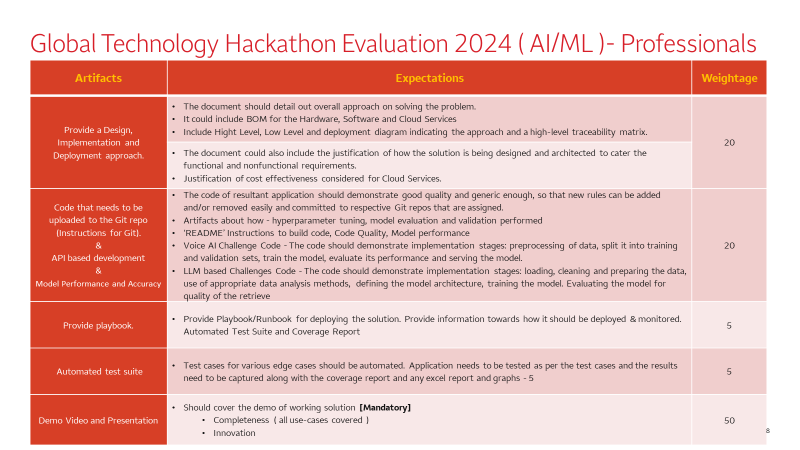 Global Technology Hackathon Evaluation 2024 ( AI/ML )- Professionals
Artifacts
Expectations
Weightage
Provide a Design,
Implementation and
Deployment approach.
• The document should detail out overall approach on solving the problem.
• It could include BOM for the Hardware, Software and Cloud Services
• Include Hight Level, Low Level and deployment diagram indicating the approach and a high-level traceability matrix.
• The document could also include the justification of how the solution is being designed and architected to cater the
functional and nonfunctional requirements.
• Justification of cost effectiveness considered for Cloud Services.
20
Code that needs to be
uploaded to the Git repo
(Instructions for Git).
&
API based development
&
Model Performance and Accuracy
• The code of resultant application should demonstrate good quality and generic enough, so that new rules can be added
and/or removed easily and committed to respective Git repos that are assigned.
• Artifacts about how - hyperparameter tuning, model evaluation and validation performed
• ‘README’ Instructions to build code, Code Quality, Model performance
• Voice AI Challenge Code - The code should demonstrate implementation stages: preprocessing of data, split it into training
and validation sets, train the model, evaluate its performance and serving the model.
• LLM based Challenges Code - The code should demonstrate implementation stages: loading, cleaning and preparing the data,
use of appropriate data analysis methods, defining the model architecture, training the model. Evaluating the model for
quality of the retrieve
20
Provide playbook.
• Provide Playbook/Runbook for deploying the solution. Provide information towards how it should be deployed & monitored.
Automated Test Suite and Coverage Report
5
Automated test suite
• Test cases for various edge cases should be automated. Application needs to be tested as per the test cases and the results
need to be captured along with the coverage report and any excel report and graphs - 5
5
Demo Video and Presentation
• Should cover the demo of working solution [Mandatory]
• Completeness ( all use-cases covered )
• Innovation
50
8